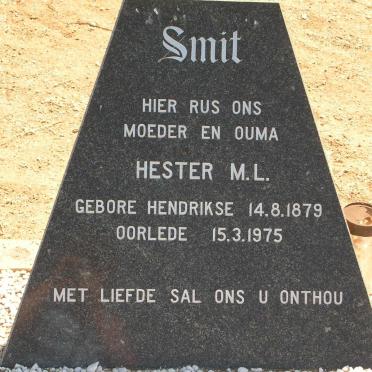 Smit
HIER RUS ONS
MOEDER EN OUMA
HESTER M.L.
GEBORE HENDRIKSE 14.8.1879
OORLEDE 15.3.1975
MET LIEFDE SAL ONS U ONTHOU